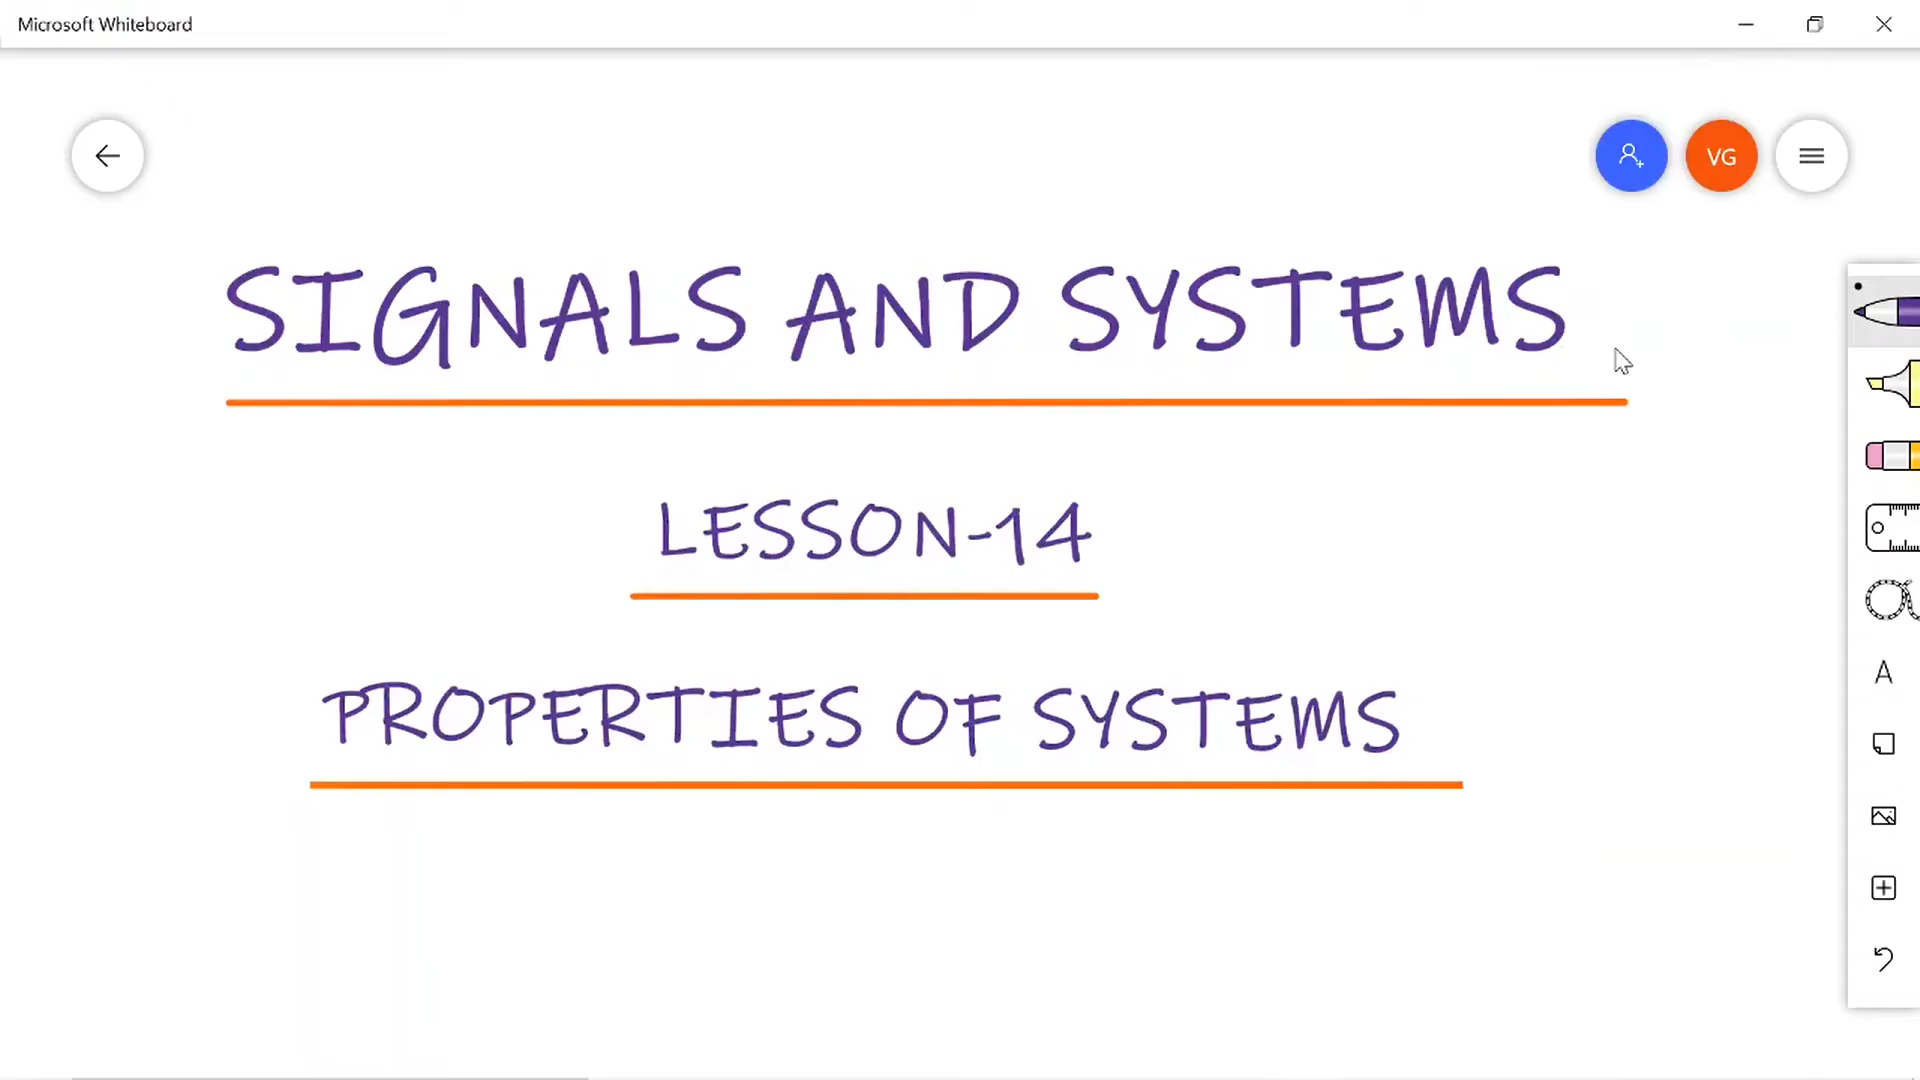 Microsoft Whiteboard
VG
SIGNALS AND SYSTEMS
LESSON-14
PROPERTIES OF SYSTEMS
A